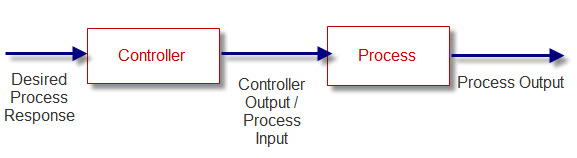 Controller
Process
Desired
Process
Response
Controller
Output /
Process
Input
Process Output